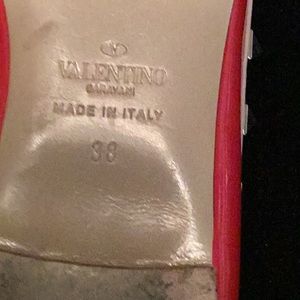 V
VALENTINO
GARAVANI
MADE IN ITALY
38